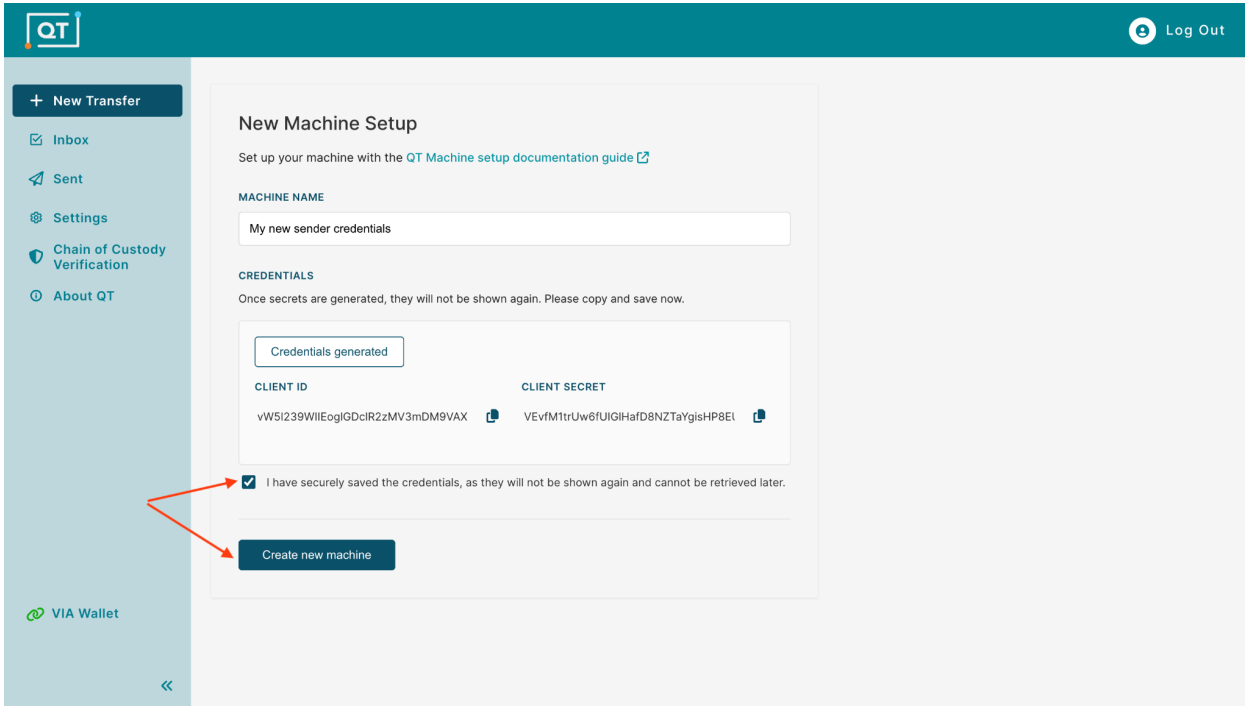 QT
Log Out
New Transfer
Inbox
Sent
Settings
Chain of Custody
Verification
About QT
VIA Wallet
New Machine Setup
Set up your machine with the QT Machine setup documentation guide
MACHINE NAME
My new sender credentials
CREDENTIALS
Once secrets are generated, they will not be shown again. Please copy and save now.
Credentials generated
CLIENT ID
CLIENT SECRET
I have securely saved the credentials, as they will not be shown again and cannot be retrieved later.
Create new machine